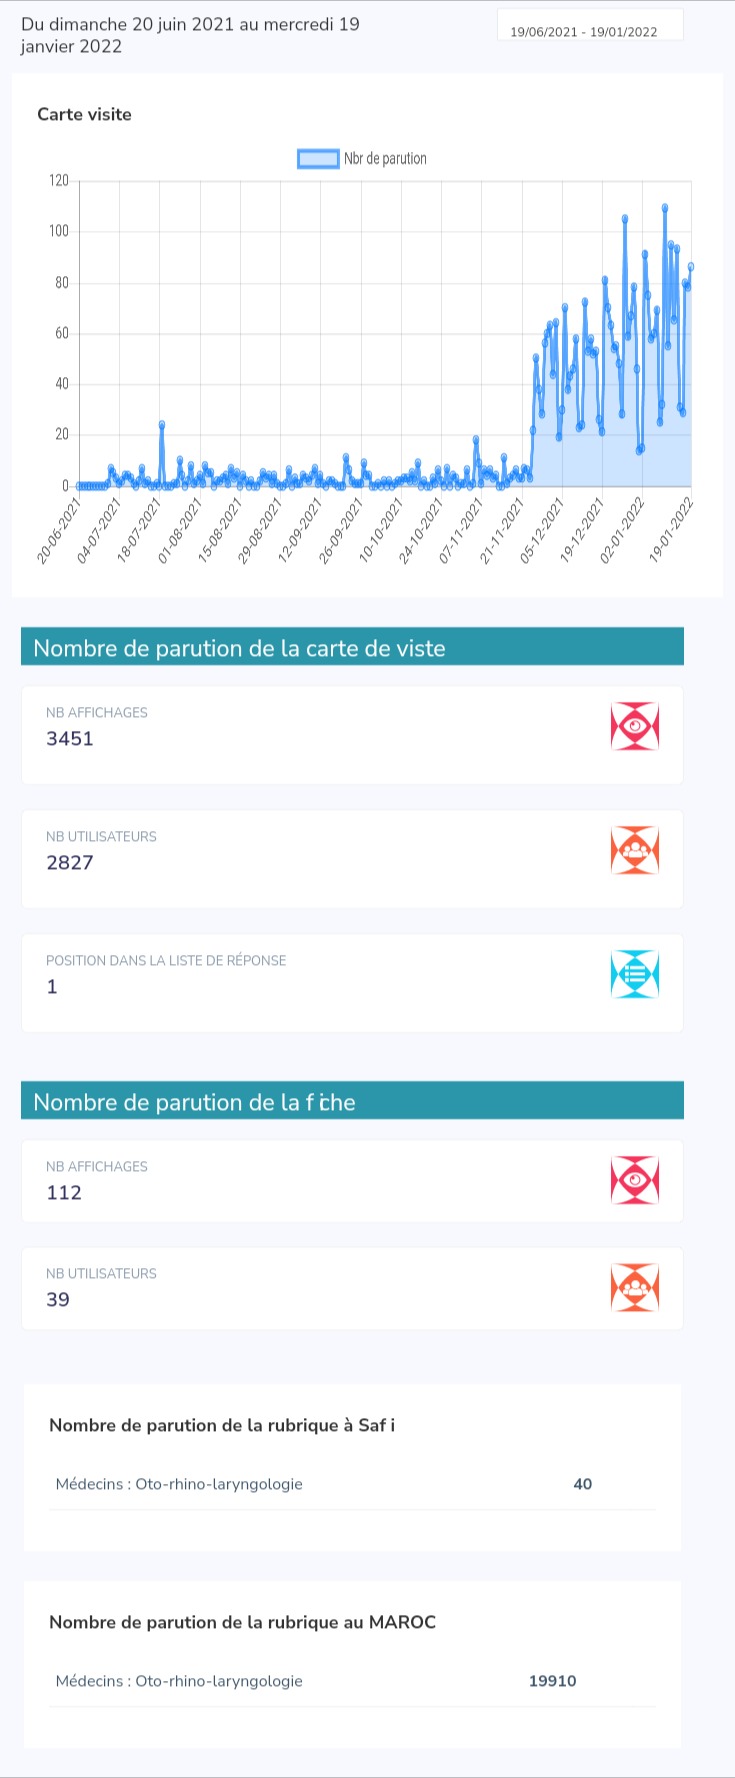 Du dimanche 20 juin 2021 au mercredi 19
janvier 2022
19/06/2021 - 19/01/2022
Carte visite
Nbr de parution
120
100
80
60
40
20
0
20-06-2021
04-07-2021
18-07-2021
01-08-2021
15-08-2021
29-08-2021
12-09-2021
26-09-2021
10-10-2021
24-10-2021
07-11-2021
21-11-2021
05-12-2021
19-12-2021
02-01-2022
19-01-2022
Nombre de parution de la carte de viste
NB AFFICHAGES
3451
NB UTILISATEURS
2827
POSITION DANS LA LISTE DE RÉPONSE
1
Nombre de parution de la fiche
NB AFFICHAGES
112
NB UTILISATEURS
39
Nombre de parution de la rubrique à Safi
Médecins : Oto-rhino-laryngologie 40
Nombre de parution de la rubrique au MAROC
Médecins : Oto-rhino-laryngologie 19910